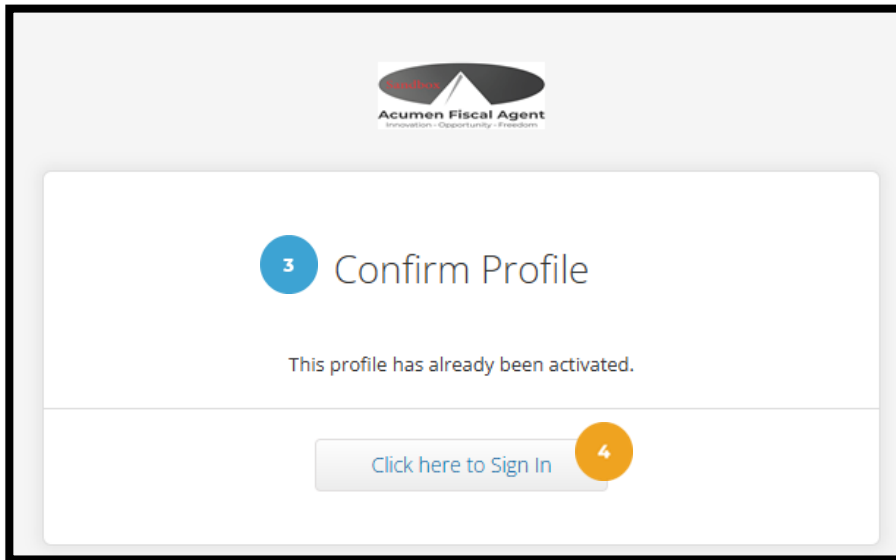 Acumen Fiscal Agent
Innovation - Opportunity - Freedom
3 Confirm Profile
This profile has already been activated.
Click here to Sign In 4